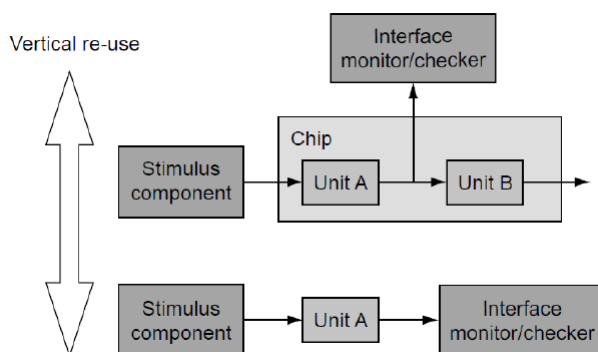 Vertical re-use
Interface
monitor/checker
Chip
Stimulus
component
Unit A
Unit B
Stimulus
component
Unit A
Interface
monitor/checker